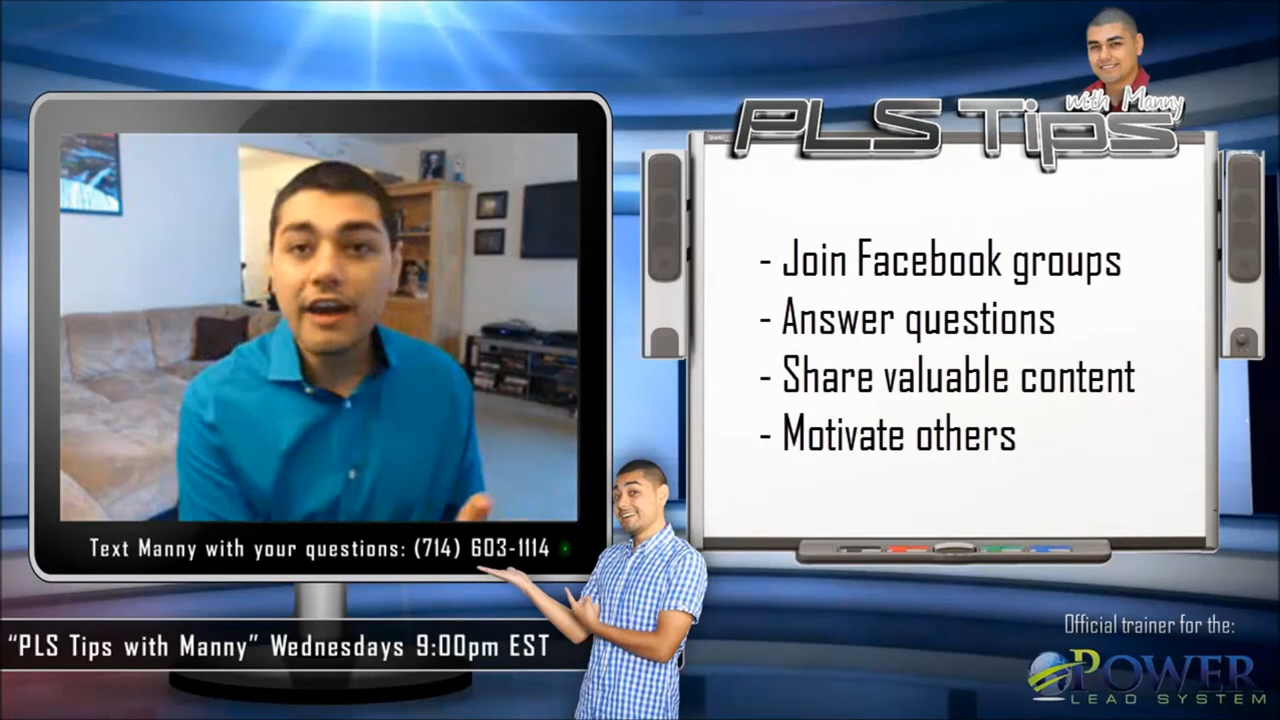 PLS Tips
with Manny
- Join Facebook groups
- Answer questions
- Share valuable content
- Motivate others
Text Manny with your questions: (714) 603-1114
“PLS Tips with Manny” Wednesdays 9:00pm EST
Official trainer for the:
POWER
LEAD SYSTEM